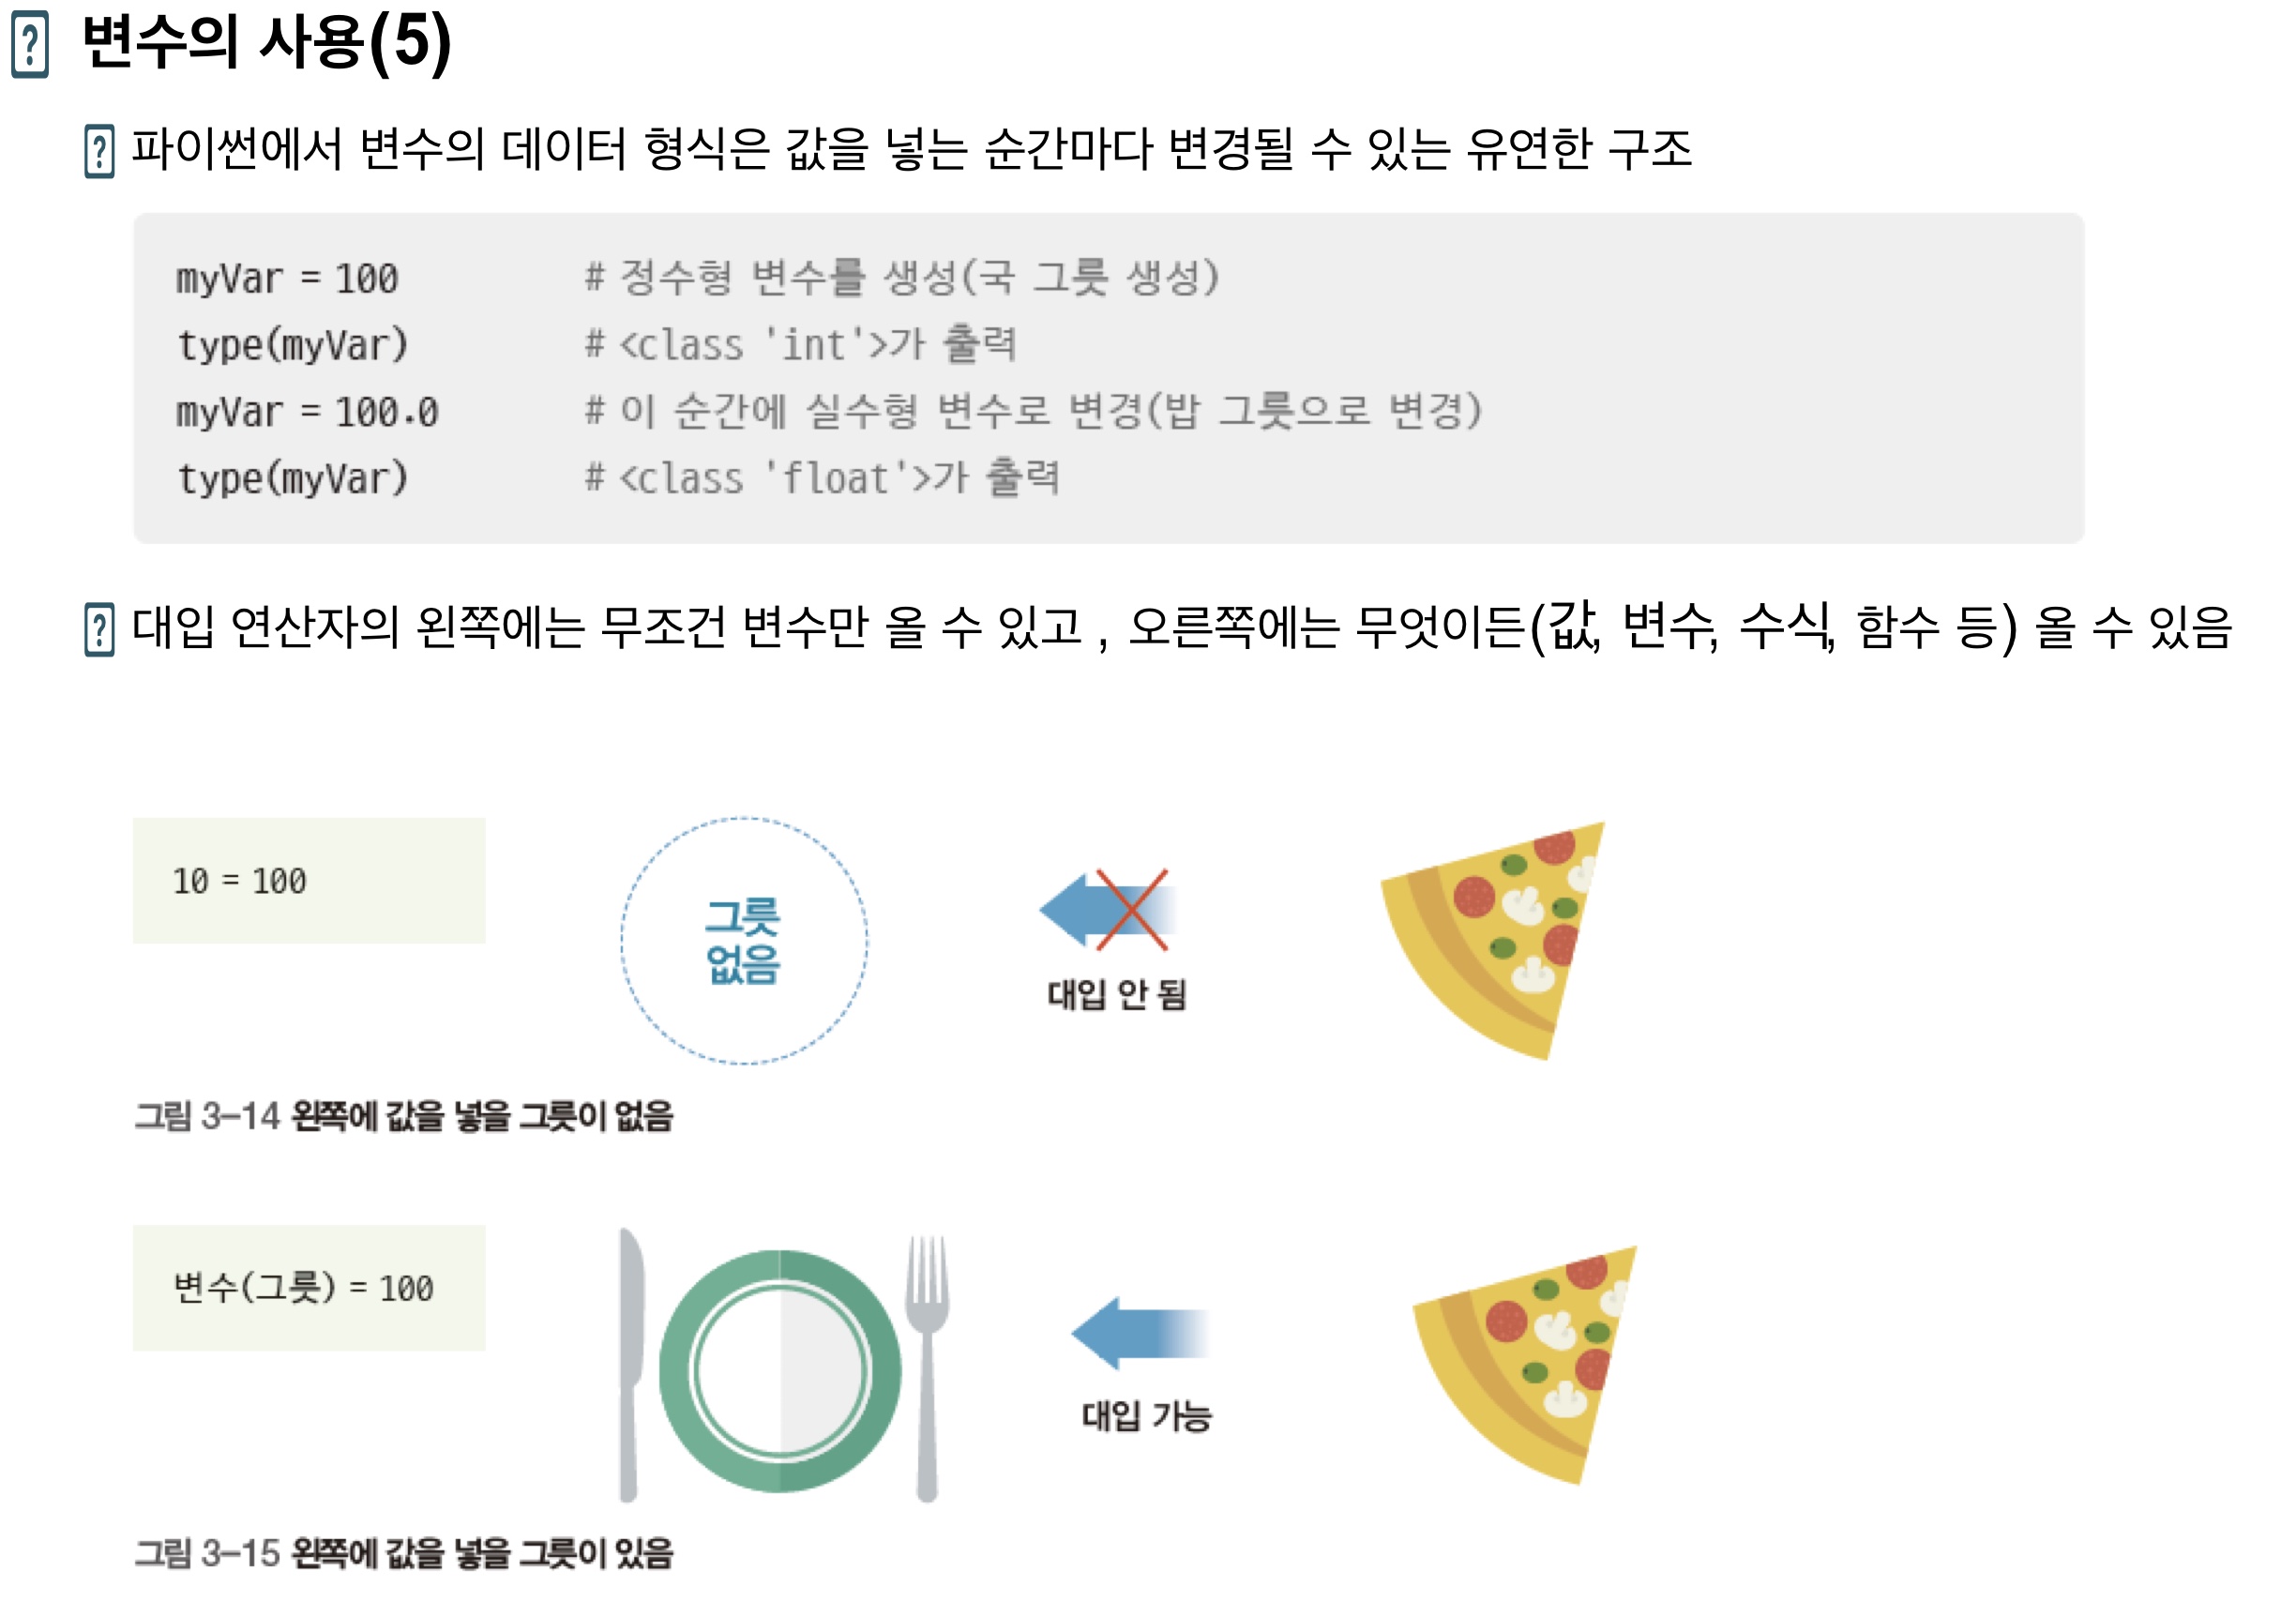 변수의 사용(5)
파이썬에서 변수의 데이터 형식은 값을 넣는 순간마다 변경될 수 있는 유연한 구조
myVar = 100 # 정수형 변수를 생성(국 그릇 생성)
type(myVar) # <class 'int'>가 출력
myVar = 100.0 # 이 순간에 실수형 변수로 변경(밥 그릇으로 변경)
type(myVar) # <class 'float'>가 출력
대입 연산자의 왼쪽에는 무조건 변수만 올 수 있고, 오른쪽에는 무엇이든(값, 변수, 수식, 함수 등) 올 수 있음
10 = 100
그릇
없음
대입 안 됨
그림 3-14 왼쪽에 값을 넣을 그릇이 없음
변수(그릇) = 100
대입 가능
그림 3-15 왼쪽에 값을 넣을 그릇이 있음